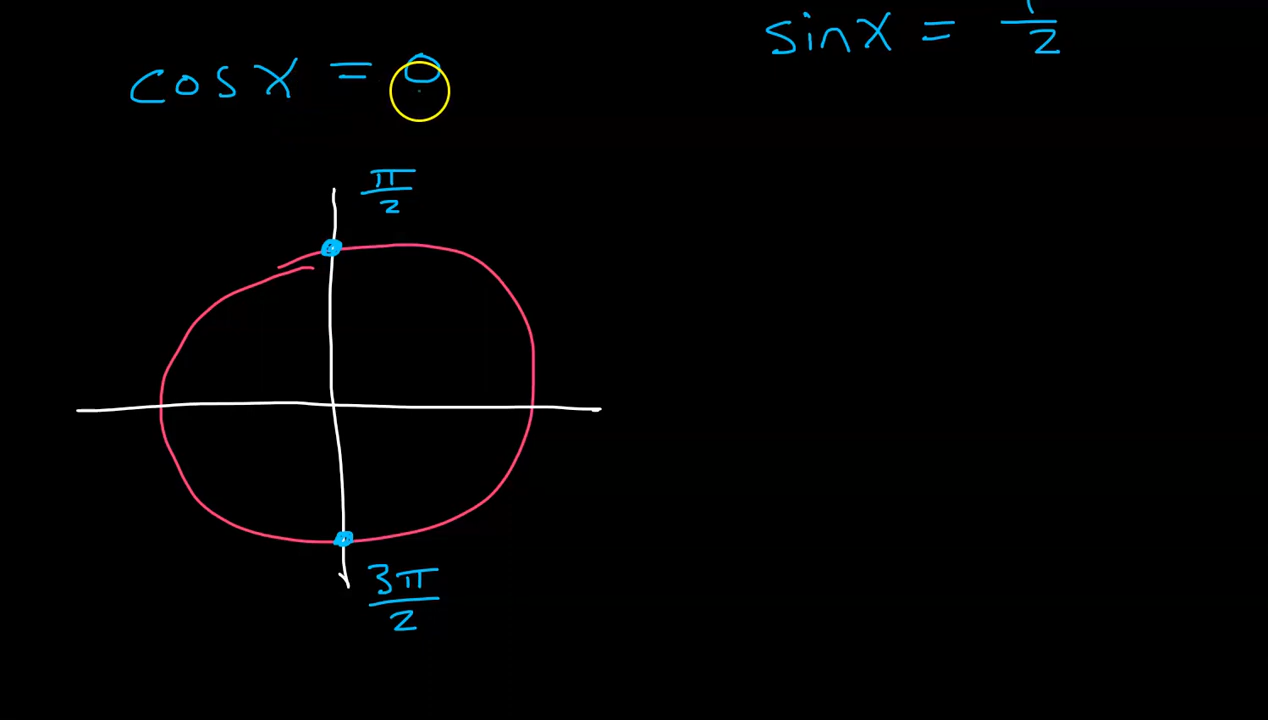 cos x = 0
sin x = 1/2
π/2
3π/2